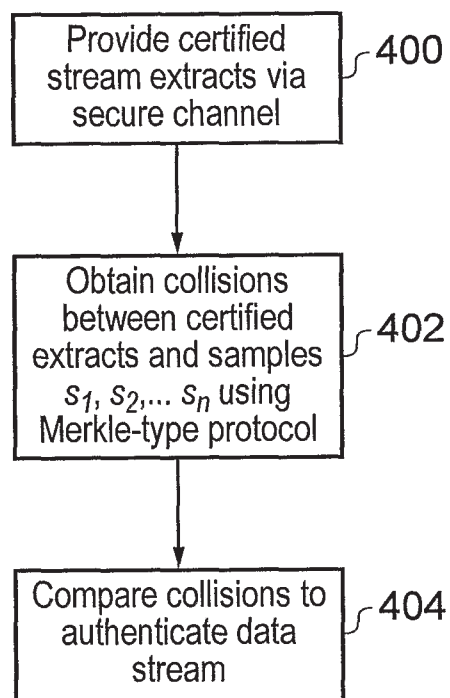 Provide certified
stream extracts via
secure channel
400
Obtain collisions
between certified
extracts and samples
s1, s2,... sn using
Merkle-type protocol
402
Compare collisions to
authenticate data
stream
404